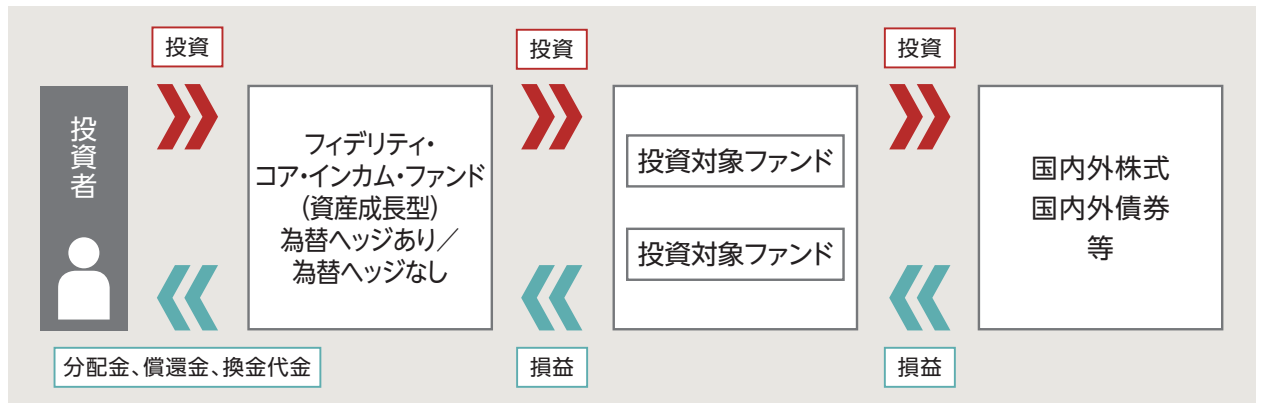 投資
投資
投資
投資者
フィデリティ・
コア・インカム・ファンド
(資産成長型)
為替ヘッジあり／
為替ヘッジなし
投資対象ファンド
投資対象ファンド
国内外株式
国内外債券
等
分配金、償還金、換金代金
損益
損益